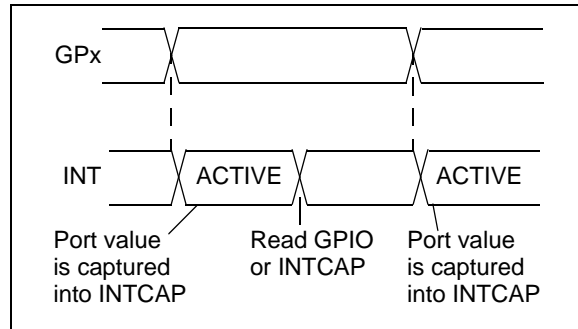 GPx
INT
ACTIVE
ACTIVE
Port value
is captured
into INTCAP
Read GPIO
or INTCAP
Port value
is captured
into INTCAP